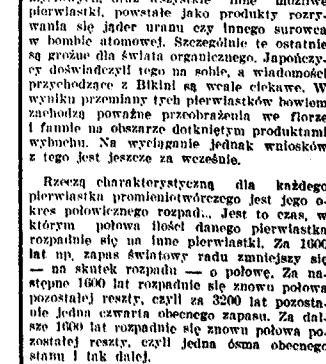 oraz wszystkie inne możliwe
pierwiastki, powstałe jako produkty rozry-
wania się jąder uranu czy innego surowca
w bombie atomowej. Szczególnie te ostatnie
są groźne dla świata organicznego. Japończy-
cy doświadczyli tego na sobie, a wiadomości
przychodzące z Bikini są wcale ciekawe. W
wyniku przemiany tych pierwiastków bowiem
zachodzą poważne przeobrażenia we florze
i faunie na obszarze dotkniętym produktami
wybuchu. Na wyciąganie jednak wniosków
z tego jest jeszcze za wcześnie.
Rzeczą charakterystyczną dla każdego
pierwiastka promieniotwórczego jest jego o-
kres połowicznego rozpad... Jest to czas, w
którym połowa ilości danego pierwiastka
rozpadnie się na inne pierwiastki. Za 1600
lat np. zapas światowy radu zmniejszy się
— na skutek rozpadu — o połowę. Za na-
stępne 1600 lat rozpadnie się znowu połowa
pozostałej reszty, czyli za 3200 lat pozosta-
nie jedna czwarta obecnego zapasu. Za dal-
sze 1600 lat rozpadnie się znowu połowa po-
zostałej reszty, czyli jedna ósma obecnego
stanu i tak dalej.